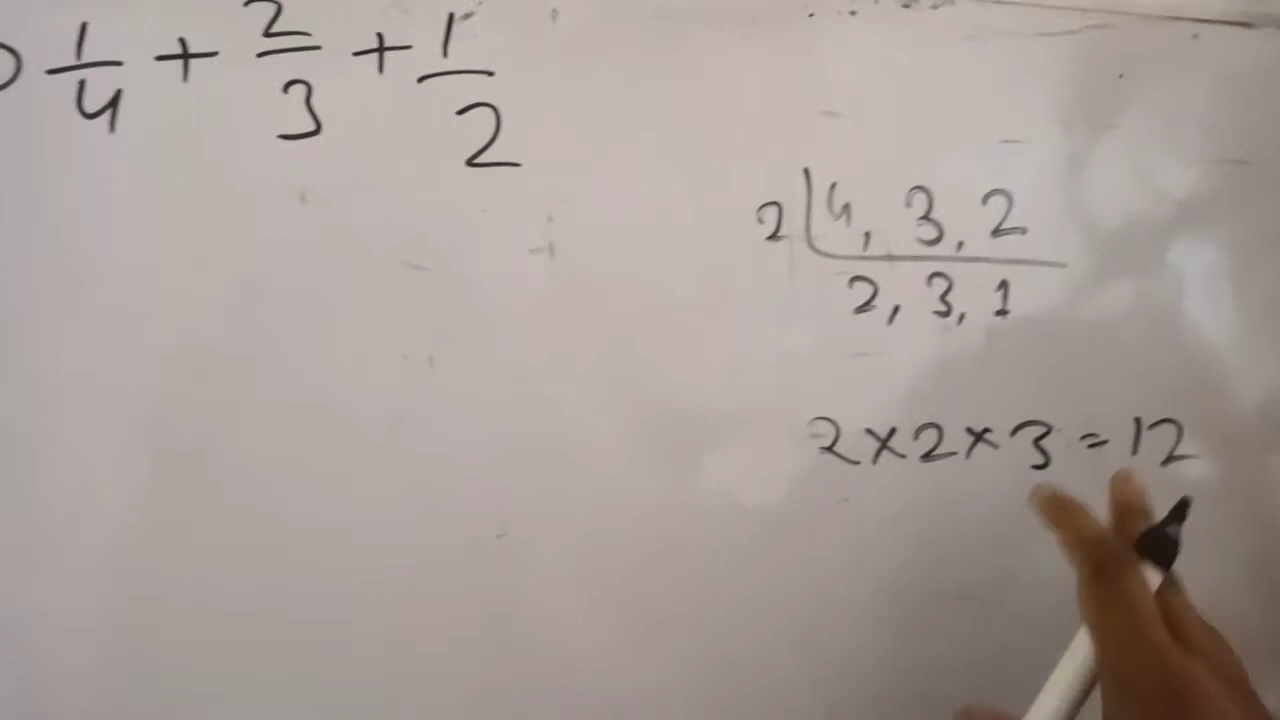 ) 1/4 + 2/3 + 1/2
2 | 4, 3, 2
2, 3, 1
2 × 2 × 3 = 12